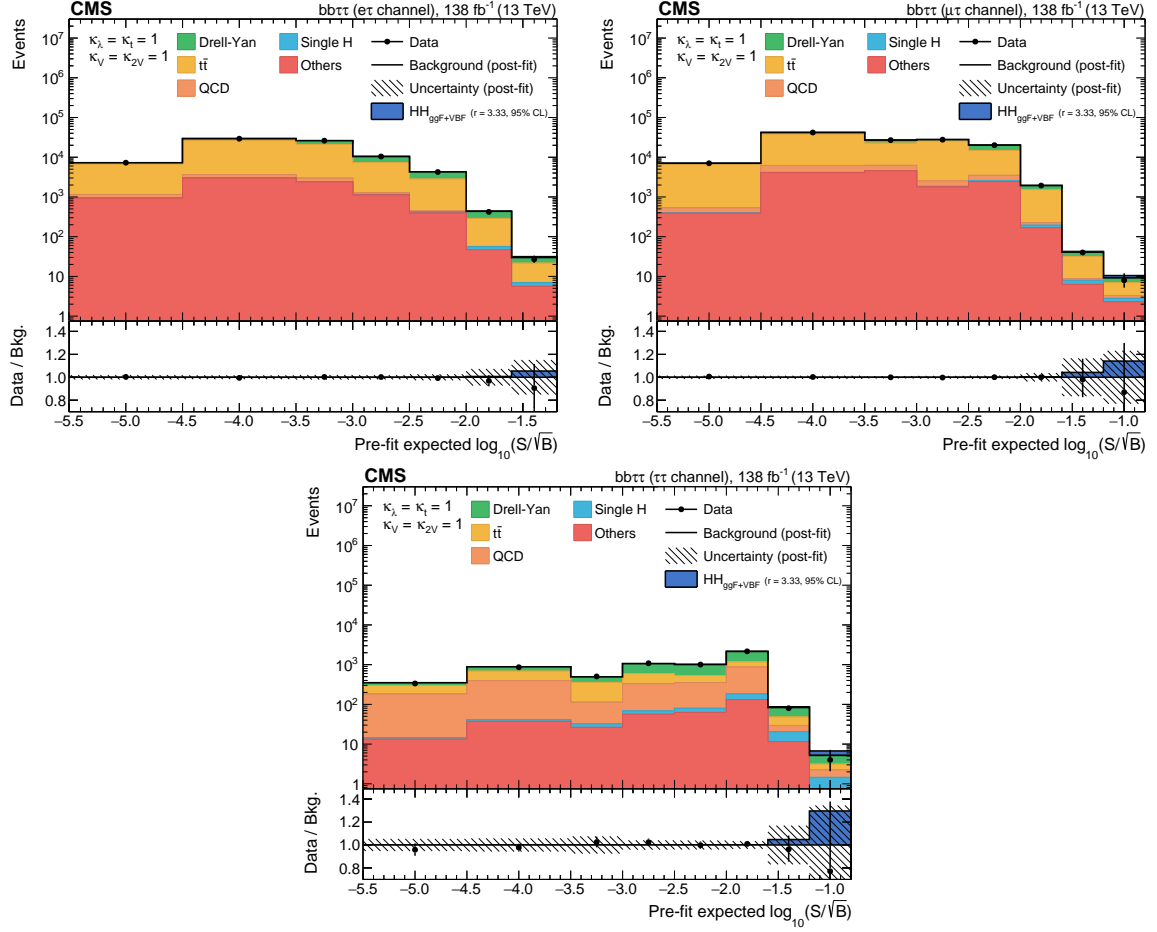 CMS bbττ (eτ channel), 138 fb⁻¹ (13 TeV)
Events
κλ = κt = 1
κV = κ2V = 1
Drell-Yan
tt̄
QCD
Single H
Others
Data
Background (post-fit)
Uncertainty (post-fit)
HH ggF+VBF (r = 3.33, 95% CL)
10⁷
10⁶
10⁵
10⁴
10³
10²
10
1
Data / Bkg.
1.4
1.2
1.0
0.8
−5.5 −5.0 −4.5 −4.0 −3.5 −3.0 −2.5 −2.0 −1.5
Pre-fit expected log₁₀(S/√B)
CMS bbττ (μτ channel), 138 fb⁻¹ (13 TeV)
Events
κλ = κt = 1
κV = κ2V = 1
Drell-Yan
tt̄
QCD
Single H
Others
Data
Background (post-fit)
Uncertainty (post-fit)
HH ggF+VBF (r = 3.33, 95% CL)
10⁷
10⁶
10⁵
10⁴
10³
10²
10
1
Data / Bkg.
1.4
1.2
1.0
0.8
−5.5 −5.0 −4.5 −4.0 −3.5 −3.0 −2.5 −2.0 −1.5 −1.0
Pre-fit expected log₁₀(S/√B)
CMS bbττ (ττ channel), 138 fb⁻¹ (13 TeV)
Events
κλ = κt = 1
κV = κ2V = 1
Drell-Yan
tt̄
QCD
Single H
Others
Data
Background (post-fit)
Uncertainty (post-fit)
HH ggF+VBF (r = 3.33, 95% CL)
10⁷
10⁶
10⁵
10⁴
10³
10²
10
1
Data / Bkg.
1.4
1.2
1.0
0.8
−5.5 −5.0 −4.5 −4.0 −3.5 −3.0 −2.5 −2.0 −1.5 −1.0
Pre-fit expected log₁₀(S/√B)